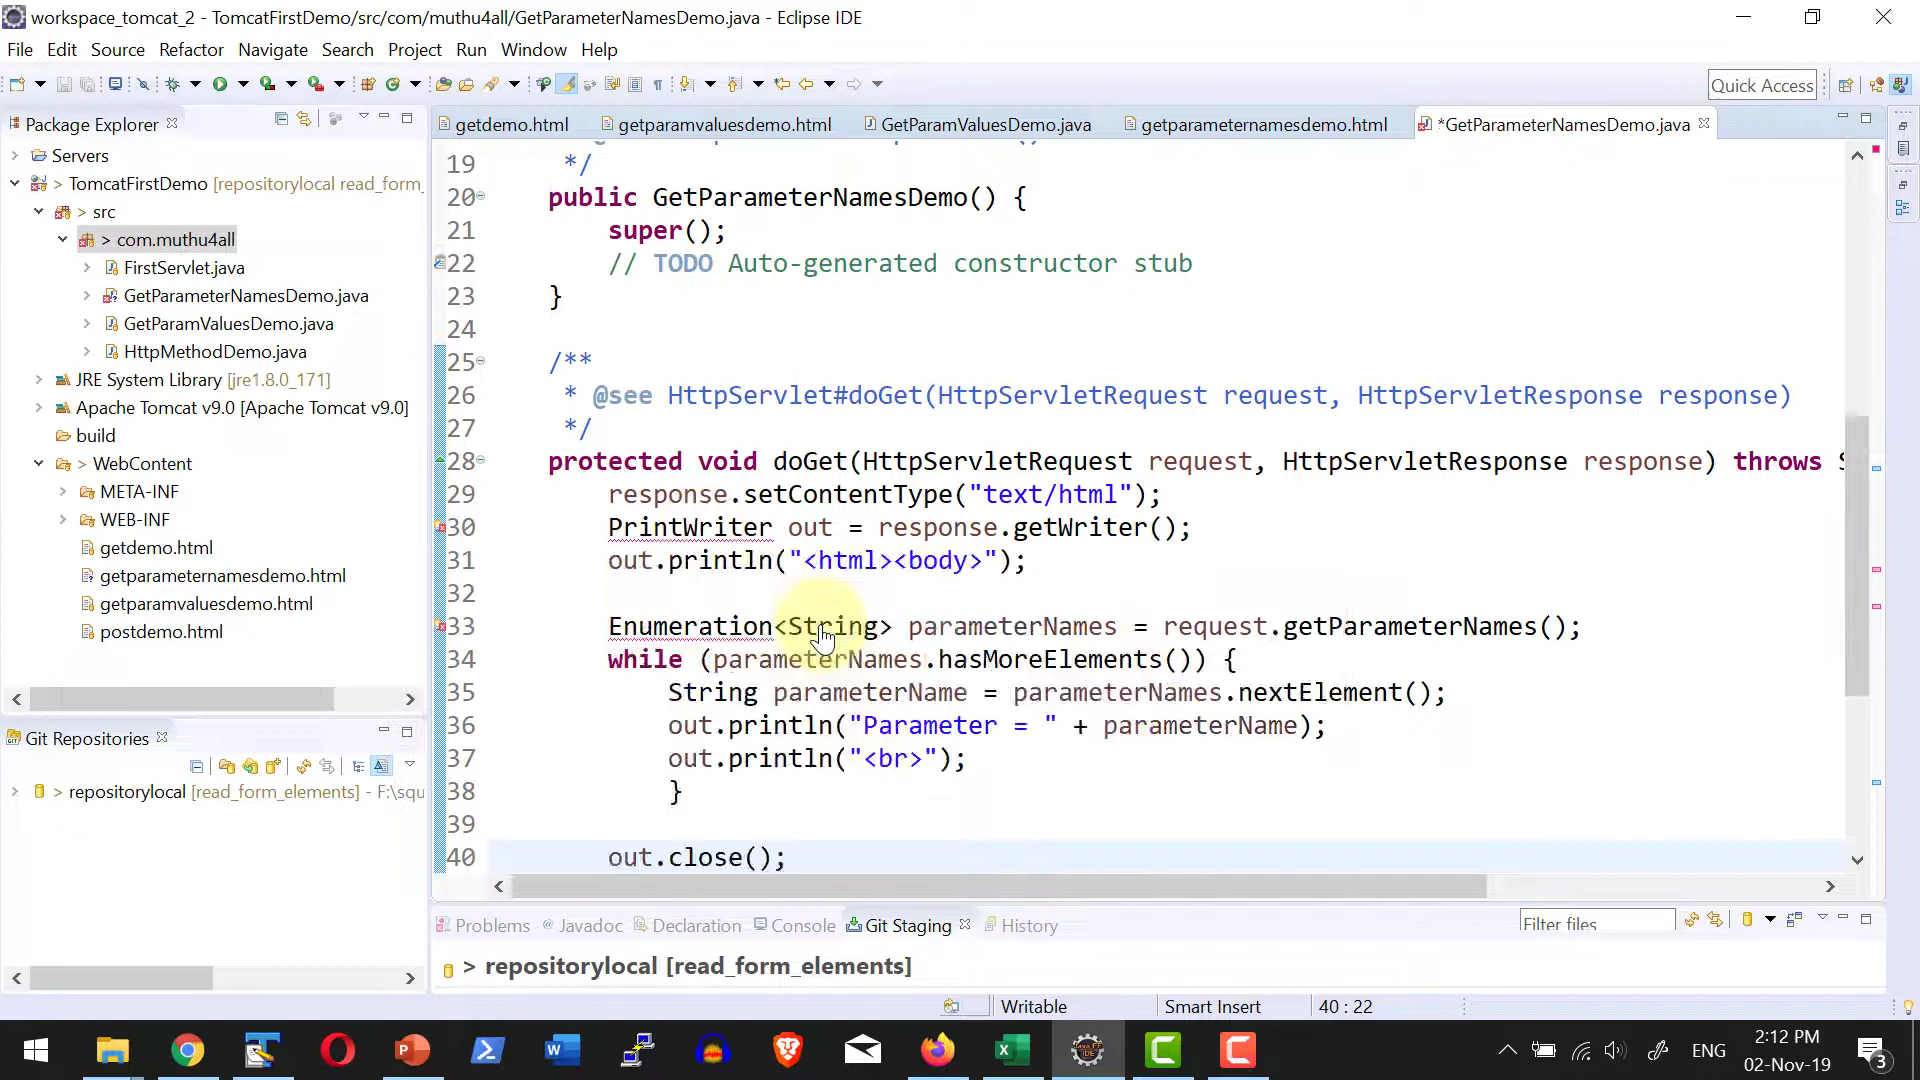 workspace_tomcat_2 - TomcatFirstDemo/src/com/muthu4all/GetParameterNamesDemo.java - Eclipse IDE
File Edit Source Refactor Navigate Search Project Run Window Help
Quick Access
Package Explorer
getdemo.html getparamvaluesdemo.html GetParamValuesDemo.java getparameternamesdemo.html *GetParameterNamesDemo.java
Servers
> TomcatFirstDemo [repositorylocal read_form_
> src
> com.muthu4all
FirstServlet.java
GetParameterNamesDemo.java
GetParamValuesDemo.java
HttpMethodDemo.java
JRE System Library [jre1.8.0_171]
Apache Tomcat v9.0 [Apache Tomcat v9.0]
build
> WebContent
META-INF
WEB-INF
getdemo.html
getparameternamesdemo.html
getparamvaluesdemo.html
postdemo.html
Git Repositories
> repositorylocal [read_form_elements] - F:\squ
19 */
20 public GetParameterNamesDemo() {
21 super();
22 // TODO Auto-generated constructor stub
23 }
24
25 /**
26 * @see HttpServlet#doGet(HttpServletRequest request, HttpServletResponse response)
27 */
28 protected void doGet(HttpServletRequest request, HttpServletResponse response) throws S
29 response.setContentType("text/html");
30 PrintWriter out = response.getWriter();
31 out.println("<html><body>");
32
33 Enumeration<String> parameterNames = request.getParameterNames();
34 while (parameterNames.hasMoreElements()) {
35 String parameterName = parameterNames.nextElement();
36 out.println("Parameter = " + parameterName);
37 out.println("<br>");
38 }
39
40 out.close();
Problems Javadoc Declaration Console Git Staging History
Filter files
> repositorylocal [read_form_elements]
Writable Smart Insert 40 : 22
ENG
2:12 PM
02-Nov-19
3